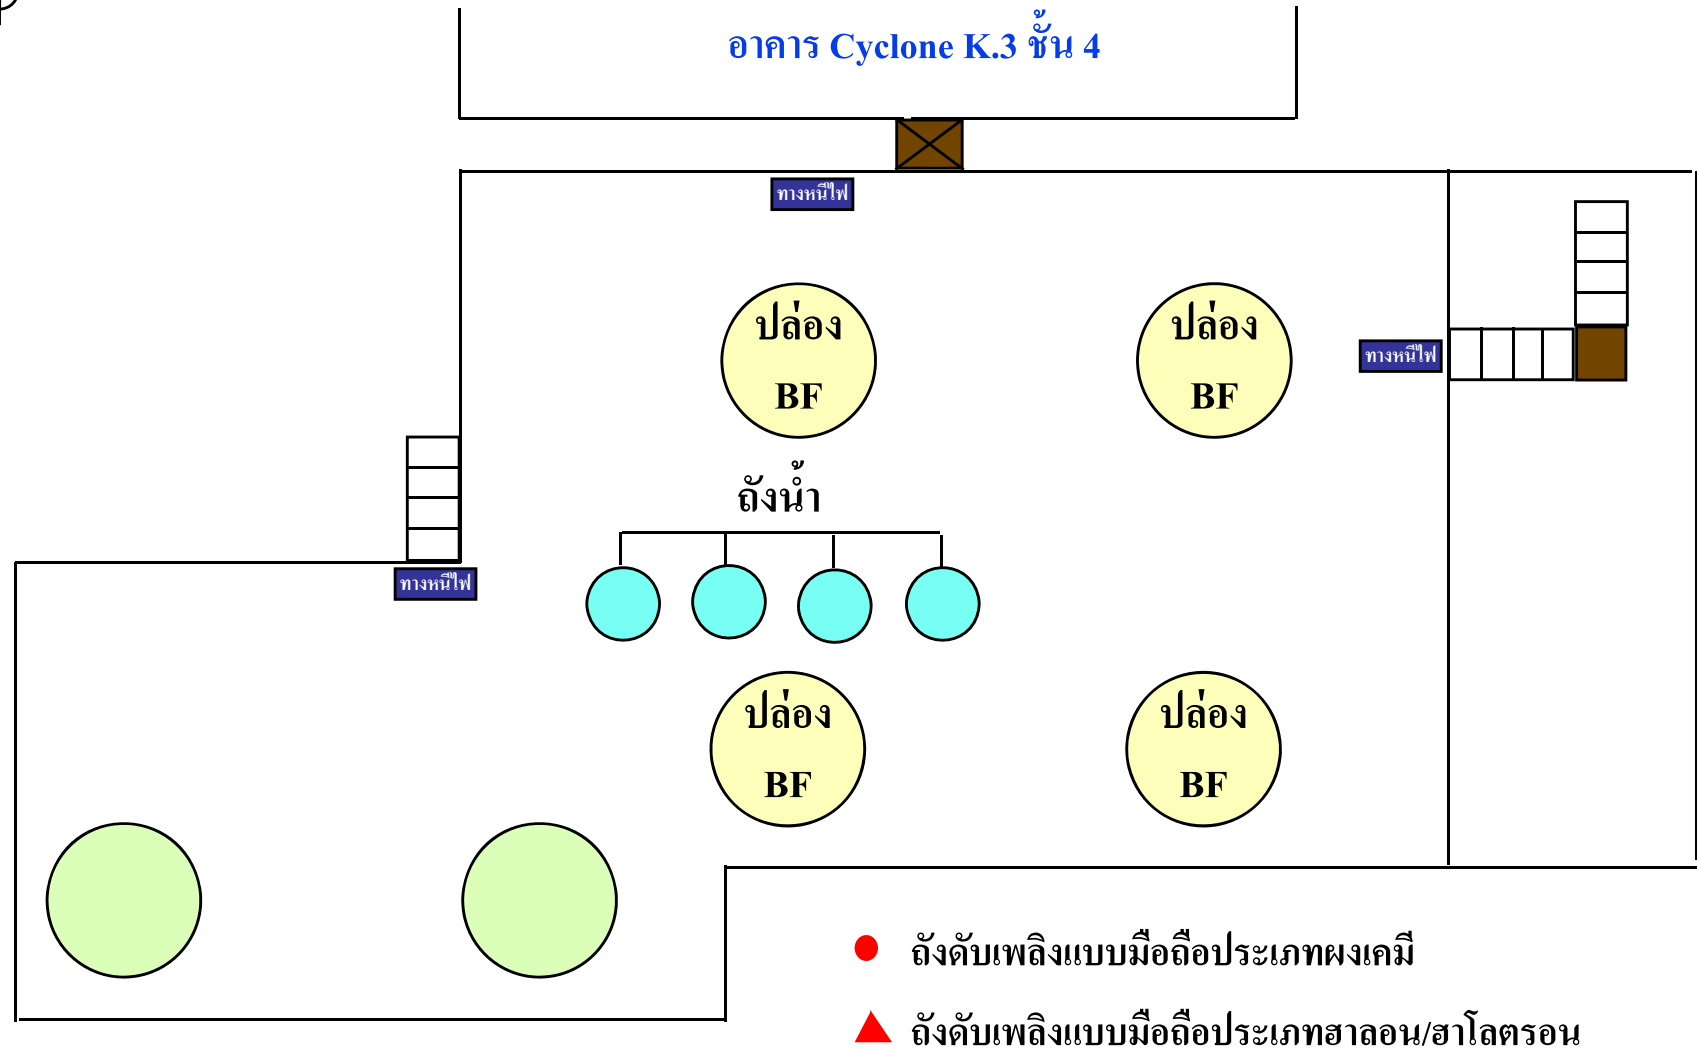 อาคาร Cyclone K.3 ชั้น 4
ทางหนีไฟ
ปล่อง
BF
ปล่อง
BF
ทางหนีไฟ
ถังน้ำ
ทางหนีไฟ
ปล่อง
BF
ปล่อง
BF
ถังดับเพลิงแบบมือถือประเภทผงเคมี
ถังดับเพลิงแบบมือถือประเภทฮาลอน/ฮาโลตรอน